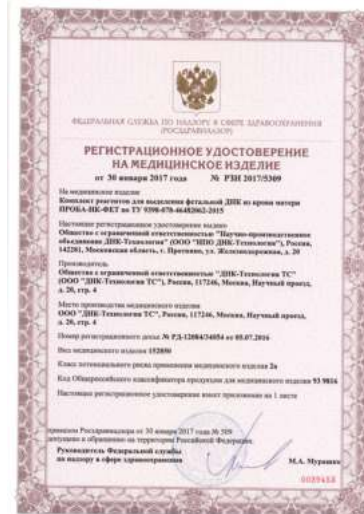 ФЕДЕРАЛЬНАЯ СЛУЖБА ПО НАДЗОРУ В СФЕРЕ ЗДРАВООХРАНЕНИЯ
(РОСЗДРАВНАДЗОР)
РЕГИСТРАЦИОННОЕ УДОСТОВЕРЕНИЕ
НА МЕДИЦИНСКОЕ ИЗДЕЛИЕ
от 30 января 2017 года № РЗН 2017/5309
На медицинское изделие
Комплект реагентов для выделения фетальной ДНК из крови матери
ПРОБА-НК-ФЕТ по ТУ 9398-078-46482062-2015
Настоящее регистрационное удостоверение выдано
Общество с ограниченной ответственностью "Научно-производственное
объединение ДНК-Технология" (ООО "НПО ДНК-Технология"), Россия,
142281, Московская область, г. Протвино, ул. Железнодорожная, д. 20
Производитель
Общество с ограниченной ответственностью "ДНК-Технология ТС"
(ООО "ДНК-Технология ТС"), Россия, 117246, Москва, Научный проезд,
д. 20, стр. 4
Место производства медицинского изделия
ООО "ДНК-Технология ТС", Россия, 117246, Москва, Научный проезд,
д. 20, стр. 4
Номер регистрационного досье № РД-12084/34054 от 05.07.2016
Вид медицинского изделия 152850
Класс потенциального риска применения медицинского изделия 2а
Код Общероссийского классификатора продукции для медицинского изделия 93 9816
Настоящее регистрационное удостоверение имеет приложение на 1 листе
приказом Росздравнадзора от 30 января 2017 года № 509
допущено к обращению на территории Российской Федерации.
Руководитель Федеральной службы
по надзору в сфере здравоохранения
М.А. Мурашко